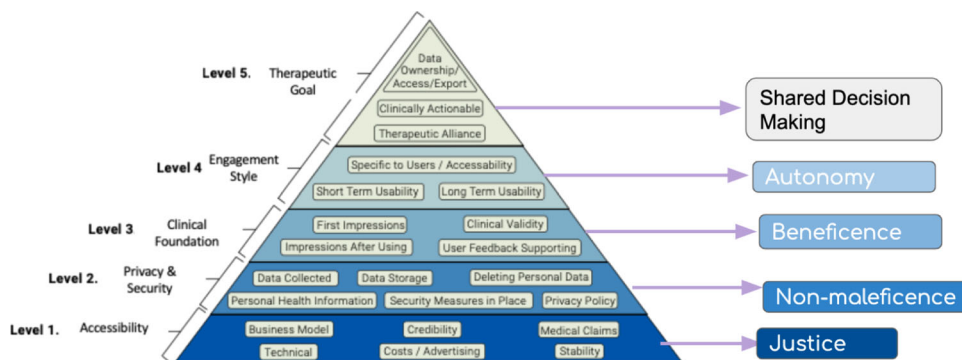 Data
Ownership/
Access/Export
Level 5. Therapeutic
Goal
Clinically Actionable
Therapeutic Alliance
Shared Decision
Making
Level 4 Engagement
Style
Specific to Users / Accessability
Short Term Usability Long Term Usability
Autonomy
Level 3 Clinical
Foundation
First Impressions Clinical Validity
Impressions After Using User Feedback Supporting
Beneficence
Level 2. Privacy &
Security
Data Collected Data Storage Deleting Personal Data
Personal Health Information Security Measures in Place Privacy Policy
Non-maleficence
Level 1. Accessibility
Business Model Credibility Medical Claims
Technical Costs / Advertising Stability
Justice